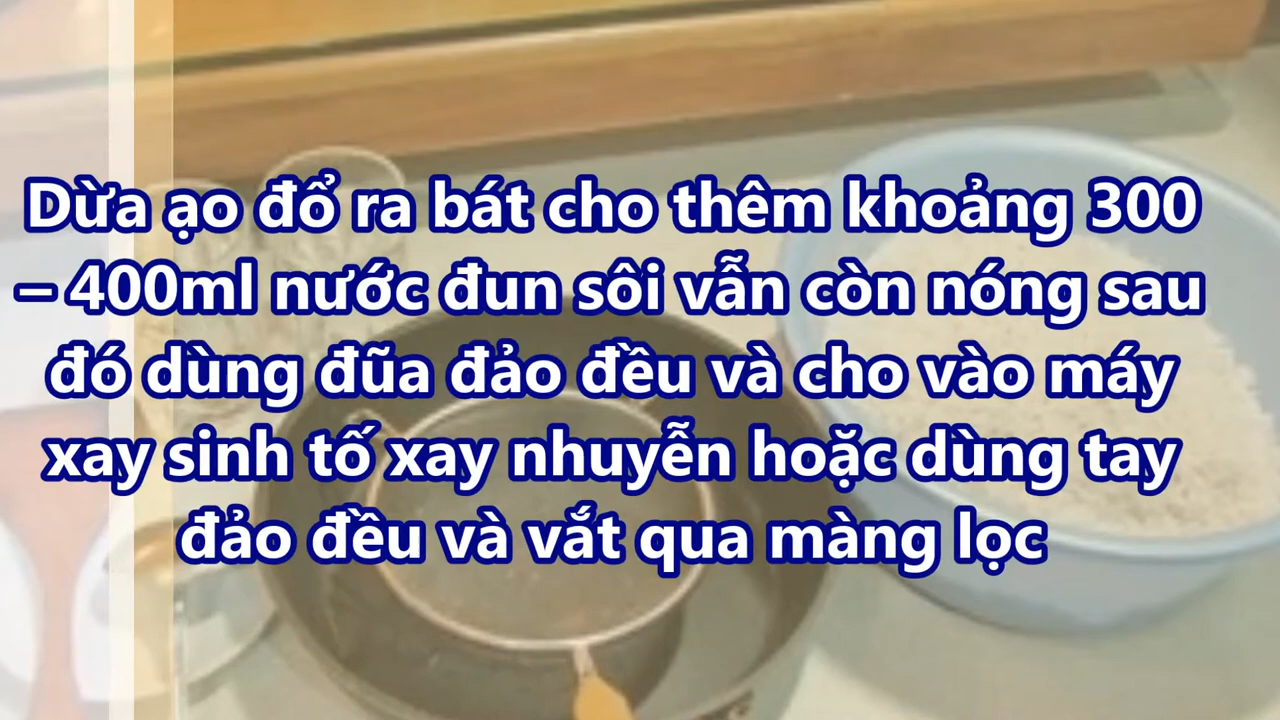 Dừa ạo đổ ra bát cho thêm khoảng 300
– 400ml nước đun sôi vẫn còn nóng sau
đó dùng đũa đảo đều và cho vào máy
xay sinh tố xay nhuyễn hoặc dùng tay
đảo đều và vắt qua màng lọc